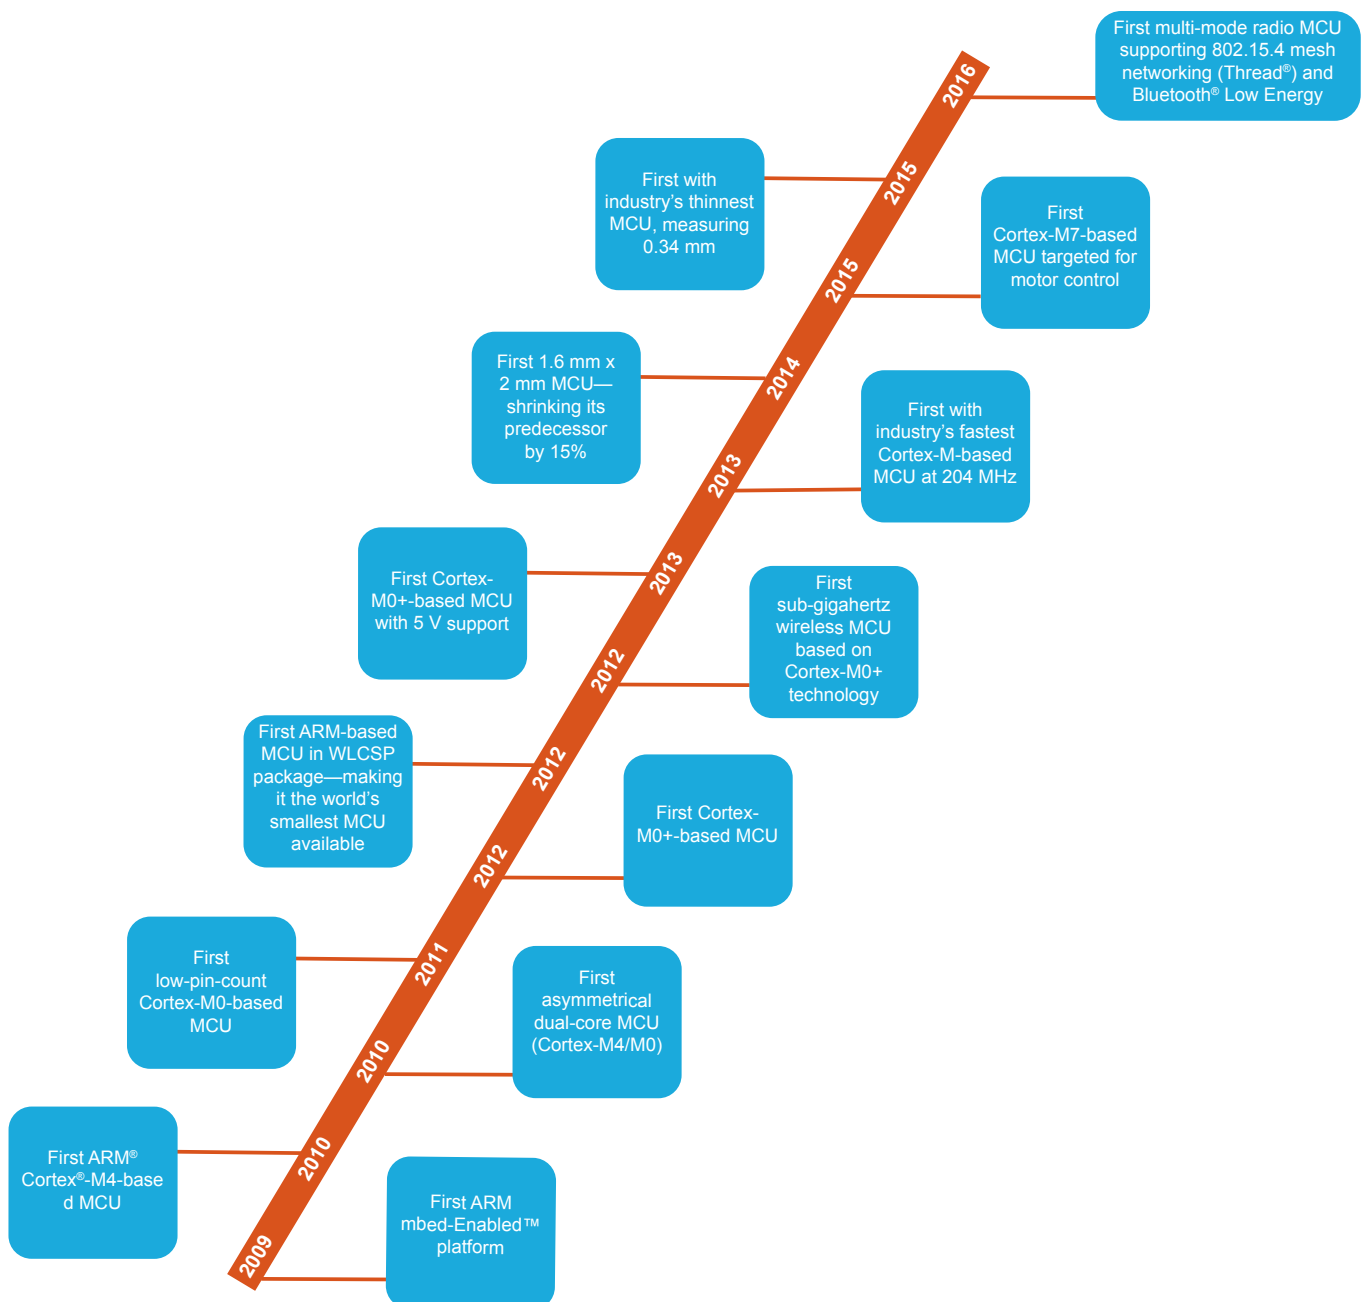 First multi-mode radio MCU
supporting 802.15.4 mesh
networking (Thread®) and
Bluetooth® Low Energy
2016
First with
industry’s thinnest
MCU, measuring
0.34 mm
2015
First
Cortex-M7-based
MCU targeted for
motor control
2015
First 1.6 mm x
2 mm MCU—
shrinking its
predecessor
by 15%
2014
First with
industry’s fastest
Cortex-M-based
MCU at 204 MHz
2013
First Cortex-
M0+-based MCU
with 5 V support
2013
First
sub-gigahertz
wireless MCU
based on
Cortex-M0+
technology
2012
First ARM-based
MCU in WLCSP
package—making
it the world’s
smallest MCU
available
2012
First Cortex-
M0+-based MCU
2012
First
low-pin-count
Cortex-M0-based
MCU
2011
First
asymmetrical
dual-core MCU
(Cortex-M4/M0)
2010
First ARM®
Cortex®-M4-base
d MCU
2010
First ARM
mbed-Enabled™
platform
2009